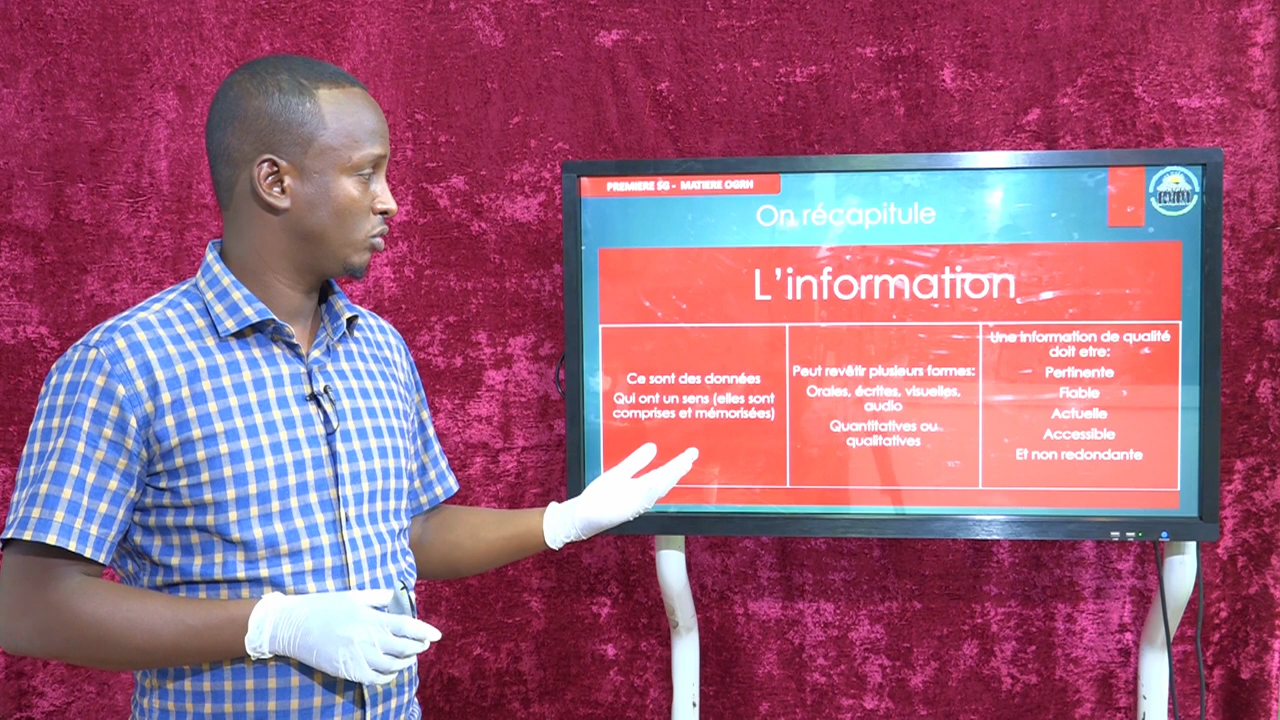 PREMIERE SG - MATIERE OGRH
On récapitule
L'information
Ce sont des données
Qui ont un sens (elles sont
comprises et mémorisées)
Peut revêtir plusieurs formes:
Orales, écrites, visuelles,
audio
Quantitatives ou
qualitatives
Une information de qualité
doit etre:
Pertinente
Fiable
Actuelle
Accessible
Et non redondante